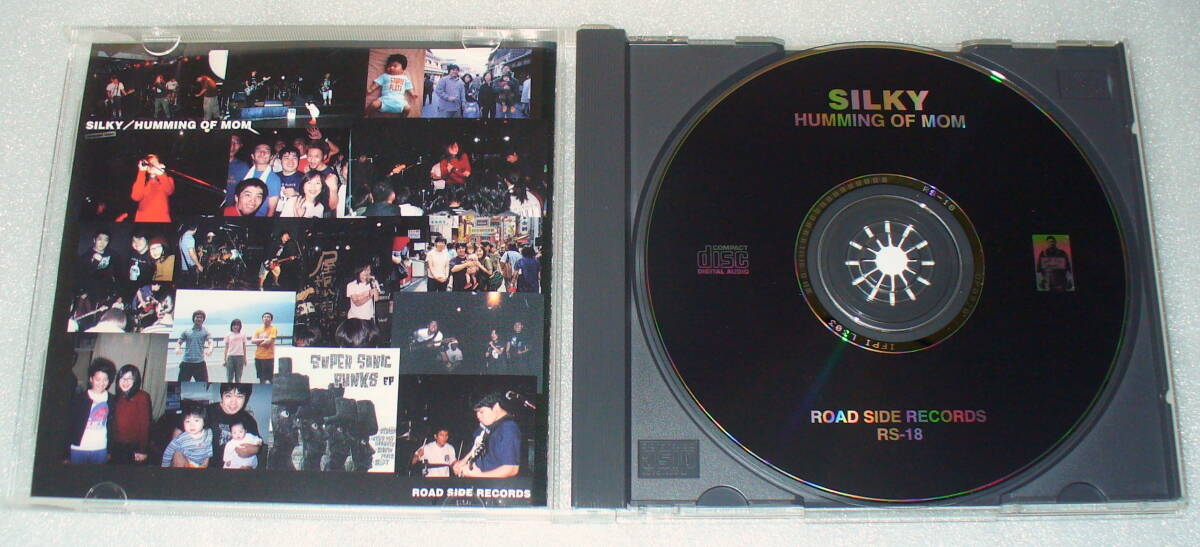 SILKY/HUMMING OF MOM
SUPER SONIC
PUNKS EP
ROAD SIDE RECORDS
SILKY
HUMMING OF MOM
RS-18
COMPACT
disc
DIGITAL AUDIO
IFPI
ROAD SIDE RECORDS
RS-18